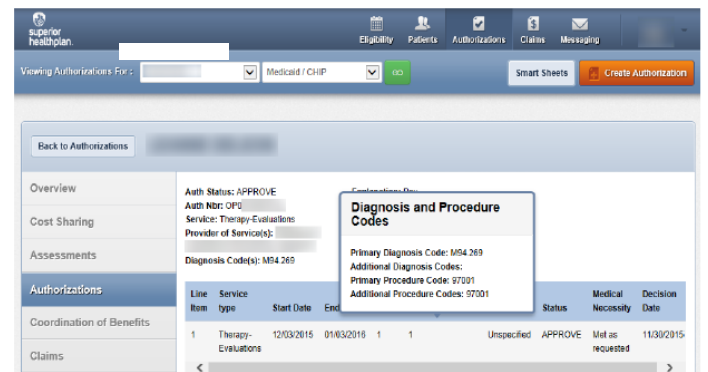 superior
healthplan.
Eligibility Patients Authorizations Claims Messaging
Viewing Authorizations For : Medicaid / CHIP GO Smart Sheets Create Authorization
Back to Authorizations
Overview
Cost Sharing
Assessments
Authorizations
Coordination of Benefits
Claims
Auth Status: APPROVE
Auth Nbr: OP0
Service: Therapy-Evaluations
Provider of Service(s):
Diagnosis Code(s): M94.269
Diagnosis and Procedure
Codes
Primary Diagnosis Code: M94.269
Additional Diagnosis Codes:
Primary Procedure Code: 97001
Additional Procedure Codes: 97001
Line Service Medical Decision
Item type Start Date Status Necessity Date
1 Therapy- 12/03/2015 01/03/2016 1 1 Unspecified APPROVE Met as 11/30/2015
Evaluations requested